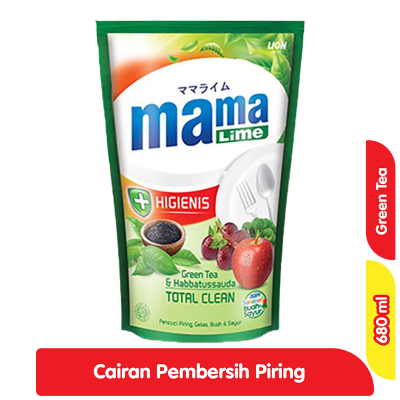 LION
ママライム
mama
Lime
HIGIENIS
Green Tea
& Habbatussauda
TOTAL CLEAN
Pencuci Piring, Gelas, Buah & Sayur
Green Tea
680 ml
Cairan Pembersih Piring